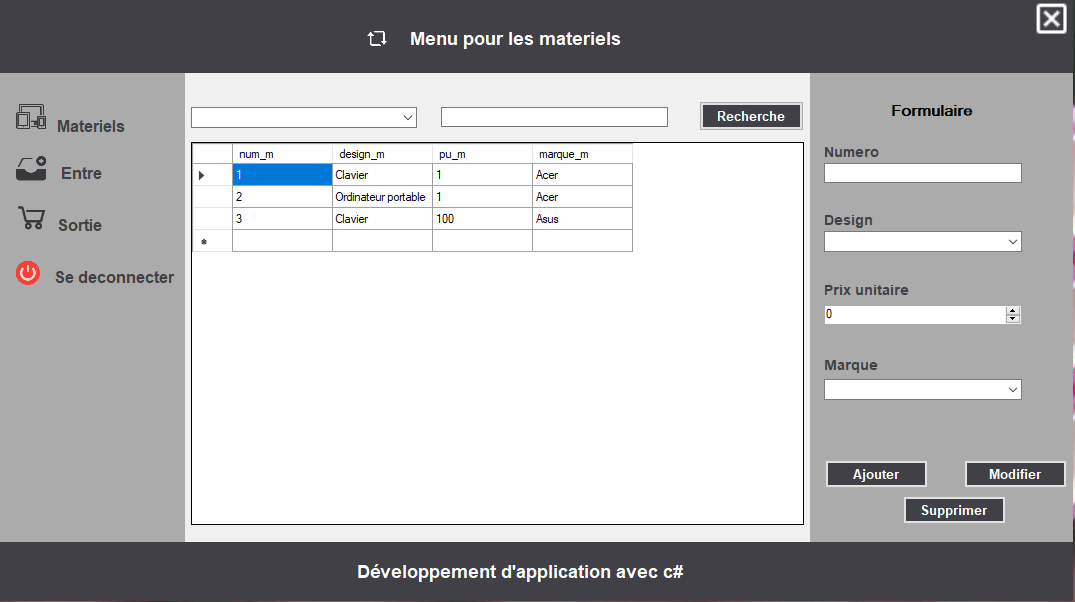 Menu pour les materiels
Materiels
Entre
Sortie
Se deconnecter
Recherche
num_m design_m pu_m marque_m
1 Clavier 1 Acer
2 Ordinateur portable 1 Acer
3 Clavier 100 Asus
Formulaire
Numero
Design
Prix unitaire
0
Marque
Ajouter Modifier
Supprimer
Développement d'application avec c#